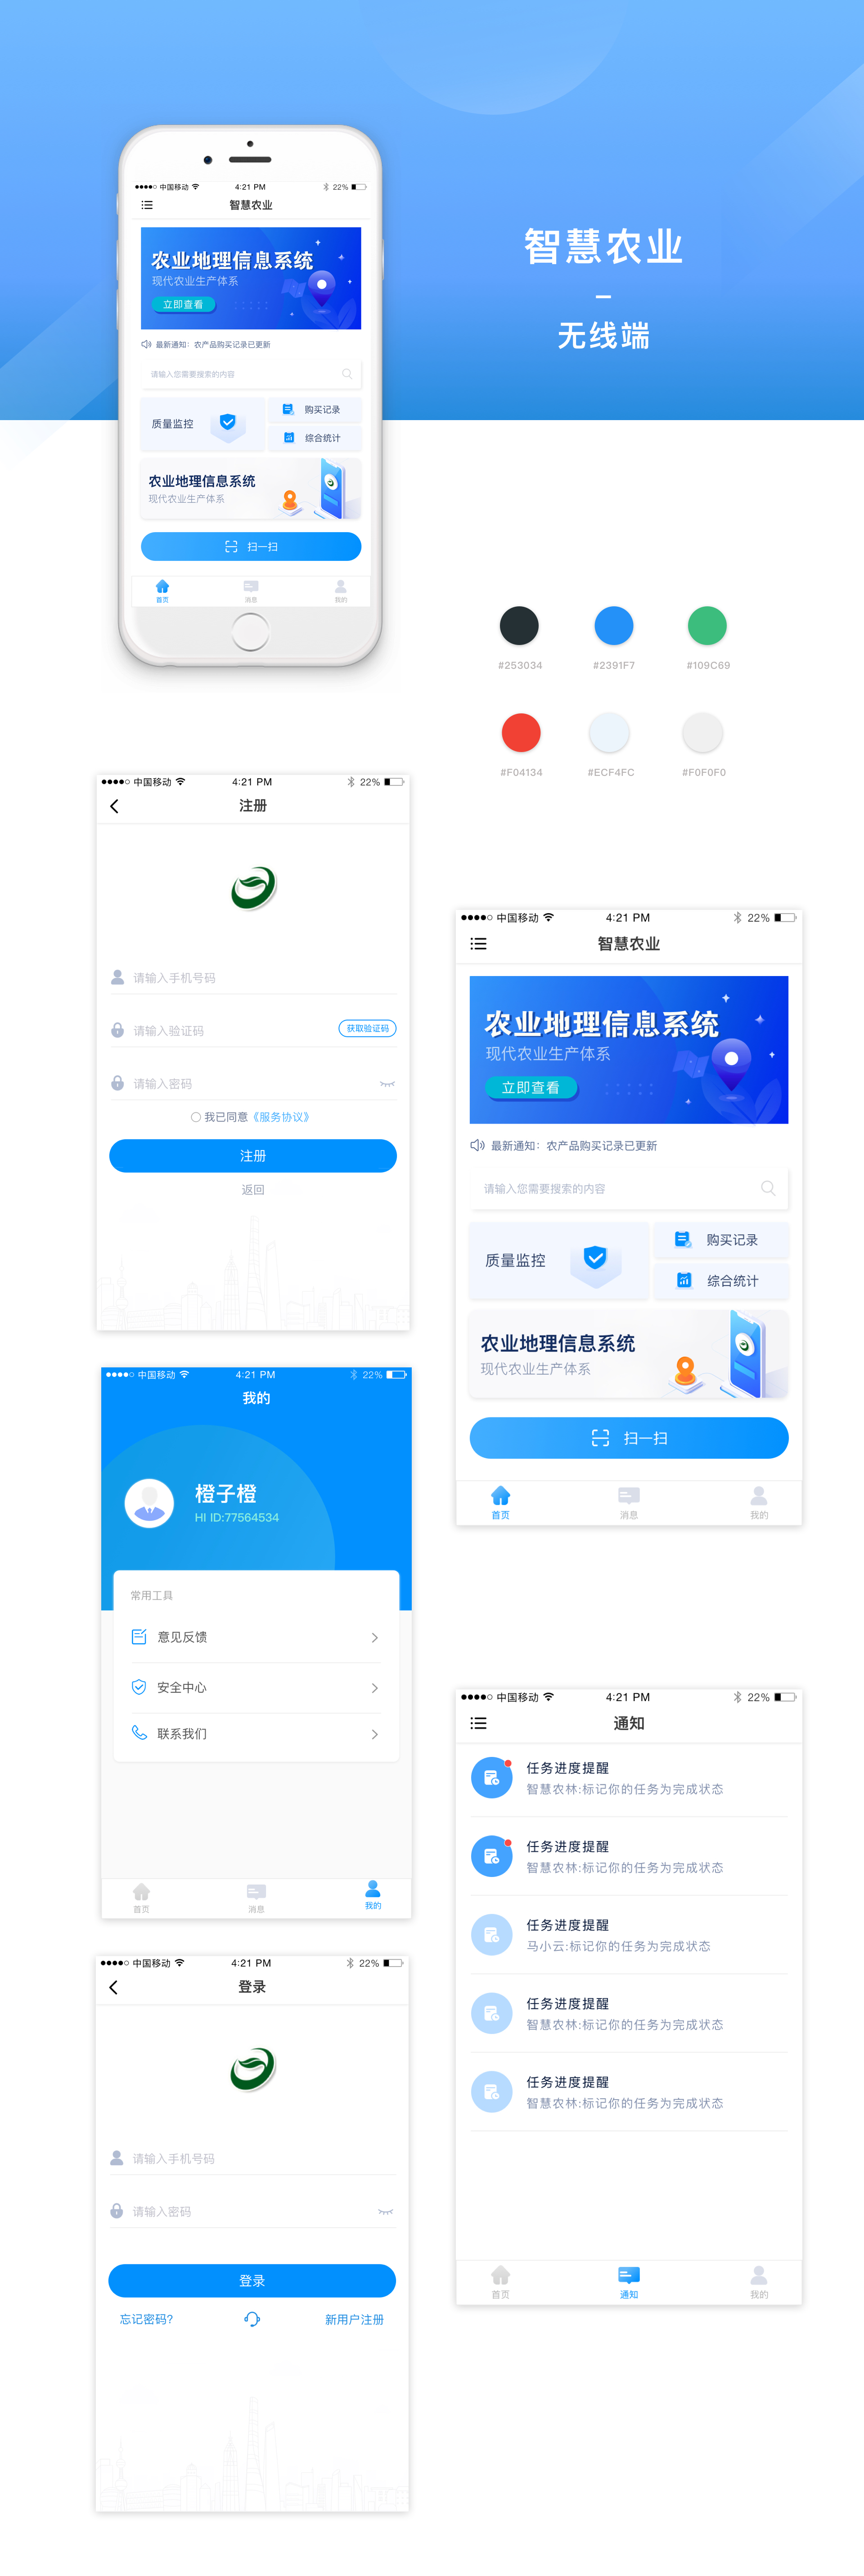 中国移动 4:21 PM 22%
智慧农业
农业地理信息系统
现代农业生产体系
立即查看
最新通知：农产品购买记录已更新
请输入您需要搜索的内容
质量监控
购买记录
综合统计
农业地理信息系统
现代农业生产体系
扫一扫
首页 消息 我的
智慧农业
无线端
#253034 #2391F7 #109C69
#F04134 #ECF4FC #F0F0F0
中国移动 4:21 PM 22%
注册
请输入手机号码
请输入验证码 获取验证码
请输入密码
我已同意《服务协议》
注册
返回
中国移动 4:21 PM 22%
智慧农业
农业地理信息系统
现代农业生产体系
立即查看
最新通知：农产品购买记录已更新
请输入您需要搜索的内容
质量监控
购买记录
综合统计
农业地理信息系统
现代农业生产体系
扫一扫
首页 消息 我的
中国移动 4:21 PM 22%
我的
橙子橙
HI ID:77564534
常用工具
意见反馈
安全中心
联系我们
首页 消息 我的
中国移动 4:21 PM 22%
通知
任务进度提醒
智慧农林:标记你的任务为完成状态
任务进度提醒
智慧农林:标记你的任务为完成状态
任务进度提醒
马小云:标记你的任务为完成状态
任务进度提醒
智慧农林:标记你的任务为完成状态
任务进度提醒
智慧农林:标记你的任务为完成状态
首页 通知 我的
中国移动 4:21 PM 22%
登录
请输入手机号码
请输入密码
登录
忘记密码? 新用户注册